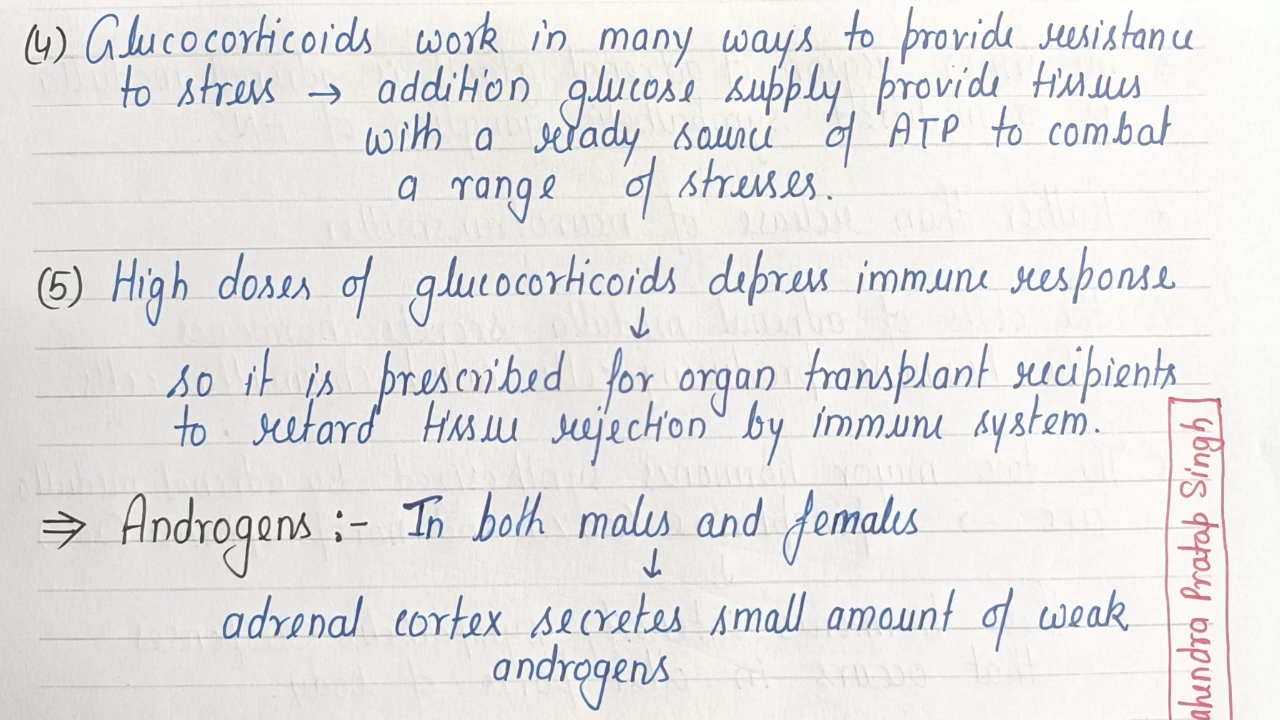 (4) Glucocorticoids work in many ways to provide resistance
to stress → addition glucose supply provide tissues
with a ready source of ATP to combat
a range of stresses.
(5) High doses of glucocorticoids depress immune response
↓
so it is prescribed for organ transplant recipients
to retard tissue rejection by immune system.
⇒ Androgens :- In both males and females
↓
adrenal cortex secretes small amount of weak
androgens
ahendra Pratap Singh